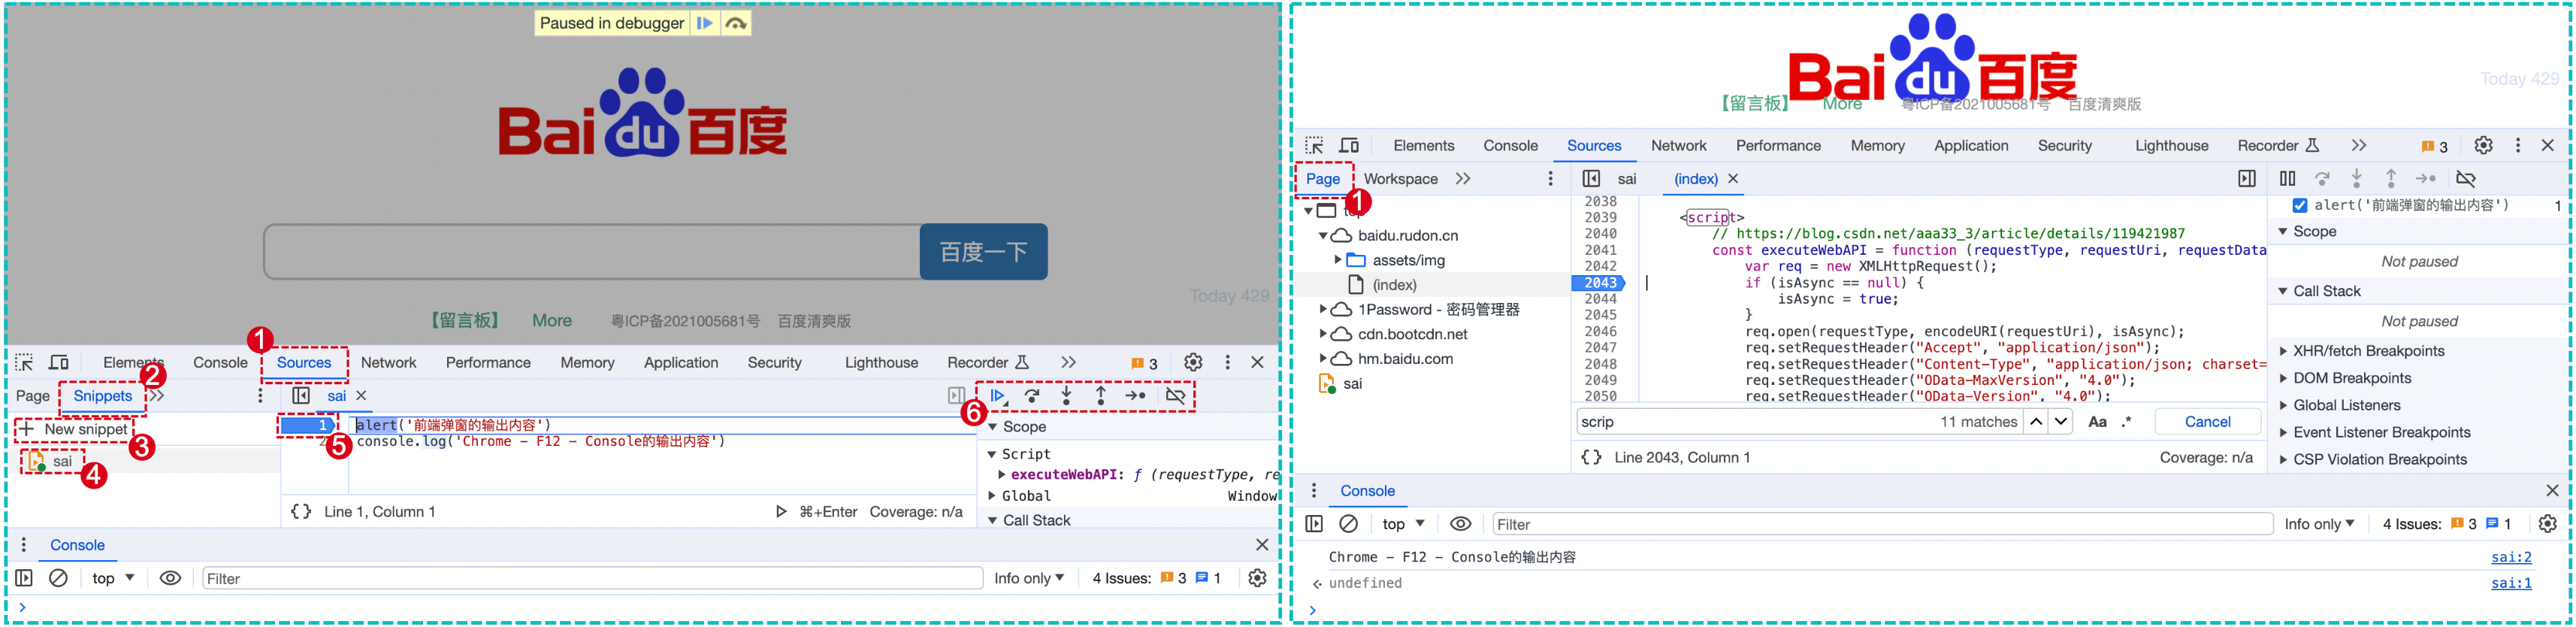 Paused in debugger
Bai du 百度
百度一下
Today 429
【留言板】 More 粤ICP备2021005681号 百度清爽版
1
Elements Console Sources Network Performance Memory Application Security Lighthouse Recorder 3
2
Page Snippets sai
6
New snippet
3
sai
4
1 alert('前端弹窗的输出内容')
2 console.log('Chrome – F12 – Console的输出内容')
5
Scope
Script
executeWebAPI: ƒ (requestType, re
Global Window
Call Stack
{} Line 1, Column 1 ⌘+Enter Coverage: n/a
Console
top Filter Info only 4 Issues: 3 1
Bai du 百度
Today 429
【留言板】 More 粤ICP备2021005681号 百度清爽版
Elements Console Sources Network Performance Memory Application Security Lighthouse Recorder 3
Page Workspace sai (index)
1
top
baidu.rudon.cn
assets/img
(index)
1Password - 密码管理器
cdn.bootcdn.net
hm.baidu.com
sai
2038
2039 <script>
2040 // https://blog.csdn.net/aaa33_3/article/details/119421987
2041 const executeWebAPI = function (requestType, requestUri, requestData
2042 var req = new XMLHttpRequest();
2043 if (isAsync == null) {
2044 isAsync = true;
2045 }
2046 req.open(requestType, encodeURI(requestUri), isAsync);
2047 req.setRequestHeader("Accept", "application/json");
2048 req.setRequestHeader("Content-Type", "application/json; charset=
2049 req.setRequestHeader("OData-MaxVersion", "4.0");
2050 req.setRequestHeader("OData-Version", "4.0");
scrip 11 matches Aa .* Cancel
{} Line 2043, Column 1 Coverage: n/a
alert('前端弹窗的输出内容') 1
Scope
Not paused
Call Stack
Not paused
XHR/fetch Breakpoints
DOM Breakpoints
Global Listeners
Event Listener Breakpoints
CSP Violation Breakpoints
Console
top Filter Info only 4 Issues: 3 1
Chrome – F12 – Console的输出内容 sai:2
undefined sai:1